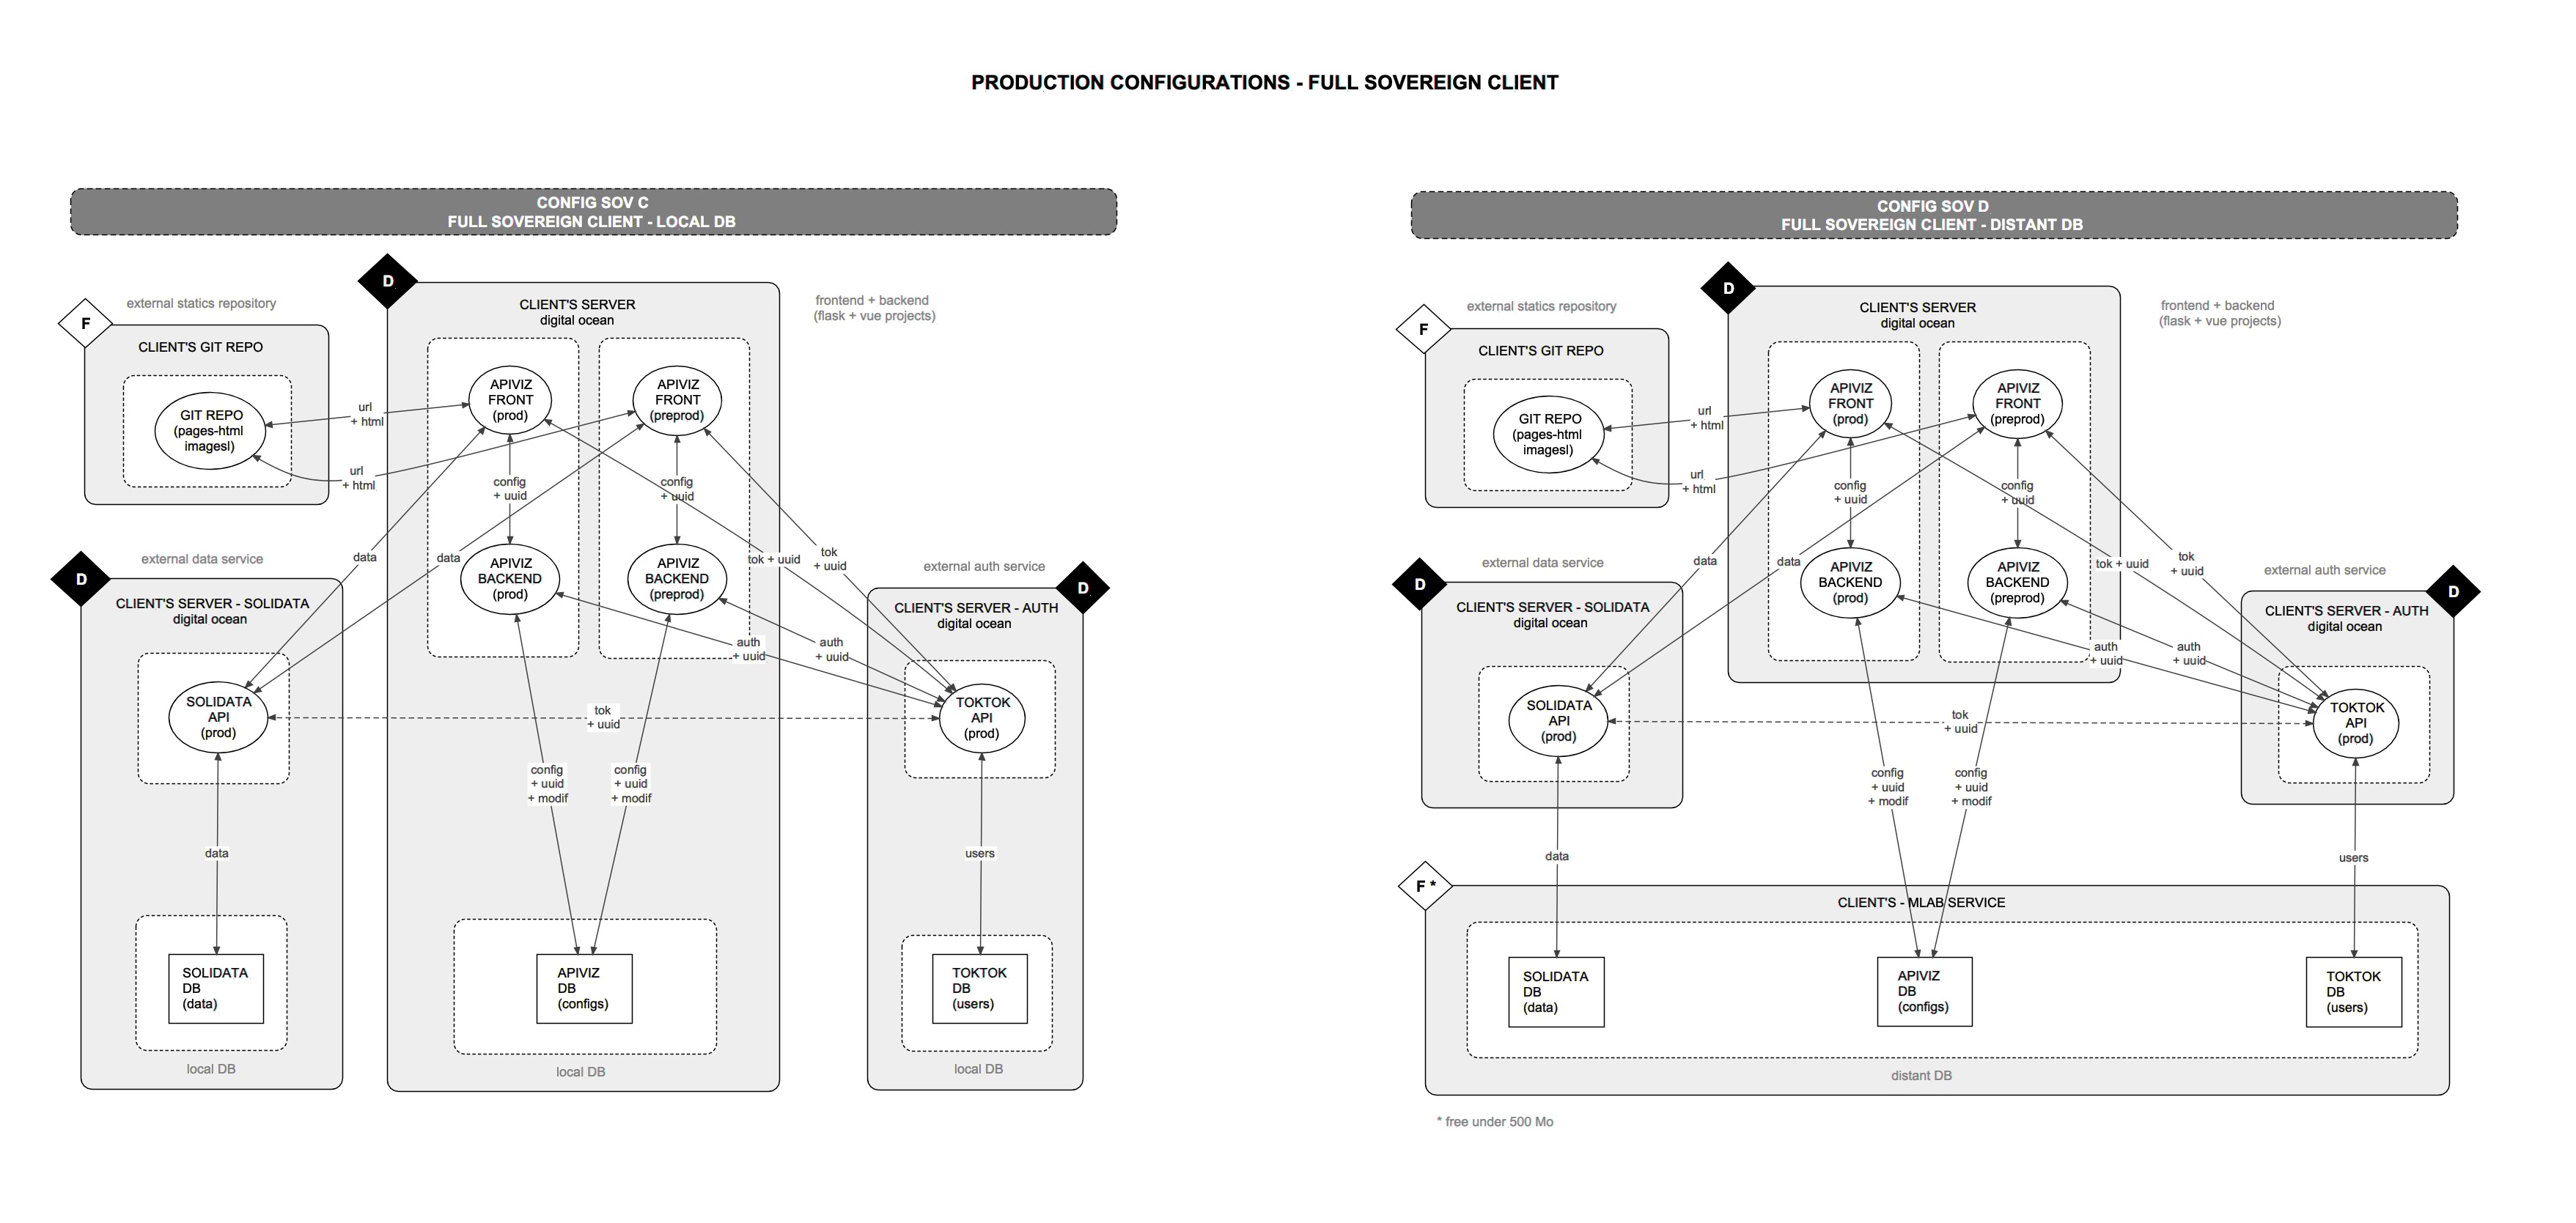 PRODUCTION CONFIGURATIONS - FULL SOVEREIGN CLIENT
CONFIG SOV C
FULL SOVEREIGN CLIENT - LOCAL DB
D
external statics repository
F
CLIENT'S GIT REPO
GIT REPO
(pages-html
imagesl)
CLIENT'S SERVER
digital ocean
frontend + backend
(flask + vue projects)
APIVIZ
FRONT
(prod)
APIVIZ
FRONT
(preprod)
url
+ html
url
+ html
config
+ uuid
config
+ uuid
data
data
tok + uuid
tok
+ uuid
APIVIZ
BACKEND
(prod)
APIVIZ
BACKEND
(preprod)
external data service
D
CLIENT'S SERVER - SOLIDATA
digital ocean
SOLIDATA
API
(prod)
external auth service
D
CLIENT'S SERVER - AUTH
digital ocean
auth
+ uuid
auth
+ uuid
TOKTOK
API
(prod)
tok
+ uuid
config
+ uuid
+ modif
config
+ uuid
+ modif
data
users
SOLIDATA
DB
(data)
APIVIZ
DB
(configs)
TOKTOK
DB
(users)
local DB
local DB
local DB
CONFIG SOV D
FULL SOVEREIGN CLIENT - DISTANT DB
D
external statics repository
F
CLIENT'S GIT REPO
GIT REPO
(pages-html
imagesl)
CLIENT'S SERVER
digital ocean
frontend + backend
(flask + vue projects)
APIVIZ
FRONT
(prod)
APIVIZ
FRONT
(preprod)
url
+ html
url
+ html
config
+ uuid
config
+ uuid
data
data
tok + uuid
tok
+ uuid
APIVIZ
BACKEND
(prod)
APIVIZ
BACKEND
(preprod)
external data service
D
CLIENT'S SERVER - SOLIDATA
digital ocean
SOLIDATA
API
(prod)
external auth service
D
CLIENT'S SERVER - AUTH
digital ocean
auth
+ uuid
auth
+ uuid
TOKTOK
API
(prod)
tok
+ uuid
config
+ uuid
+ modif
config
+ uuid
+ modif
data
users
F *
CLIENT'S - MLAB SERVICE
SOLIDATA
DB
(data)
APIVIZ
DB
(configs)
TOKTOK
DB
(users)
distant DB
* free under 500 Mo